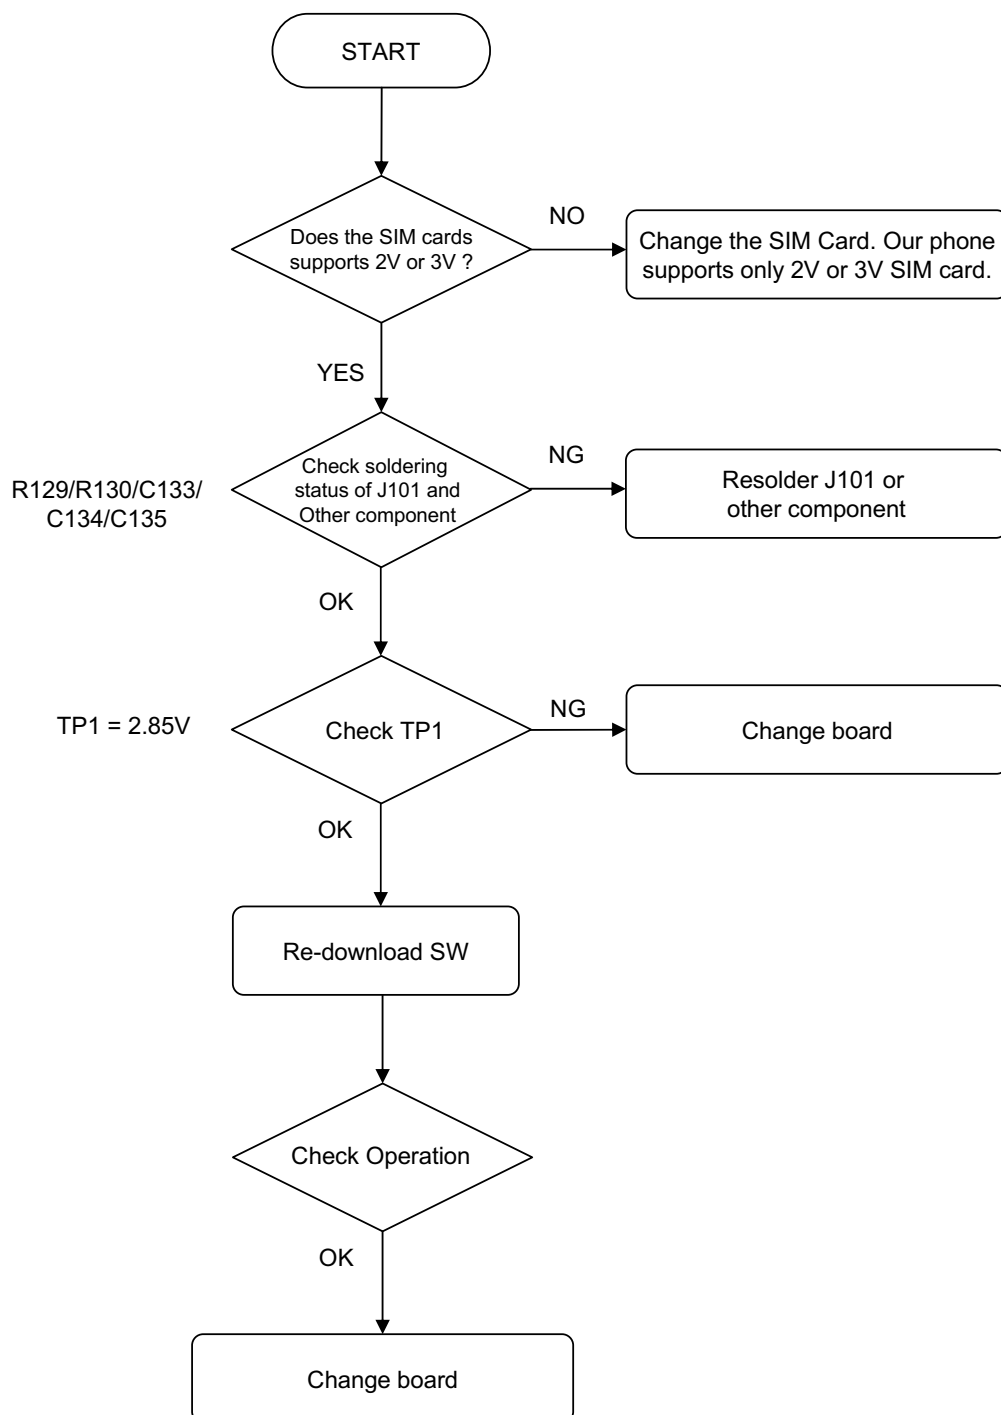 START
Does the SIM cards
supports 2V or 3V ?
NO
Change the SIM Card. Our phone
supports only 2V or 3V SIM card.
YES
R129/R130/C133/
C134/C135
Check soldering
status of J101 and
Other component
NG
Resolder J101 or
other component
OK
TP1 = 2.85V
Check TP1
NG
Change board
OK
Re-download SW
Check Operation
OK
Change board